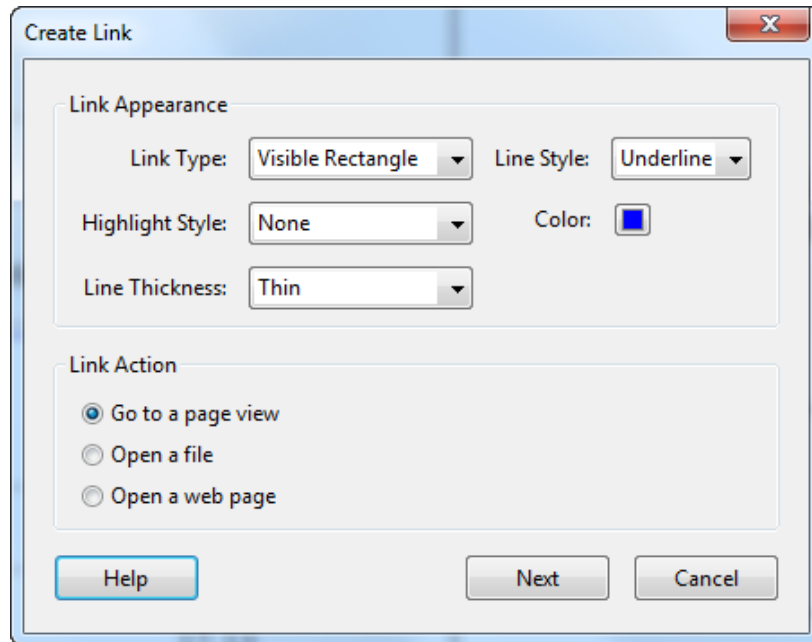 Create Link
Link Appearance
Link Type: Visible Rectangle Line Style: Underline
Highlight Style: None Color:
Line Thickness: Thin
Link Action
Go to a page view
Open a file
Open a web page
Help Next Cancel